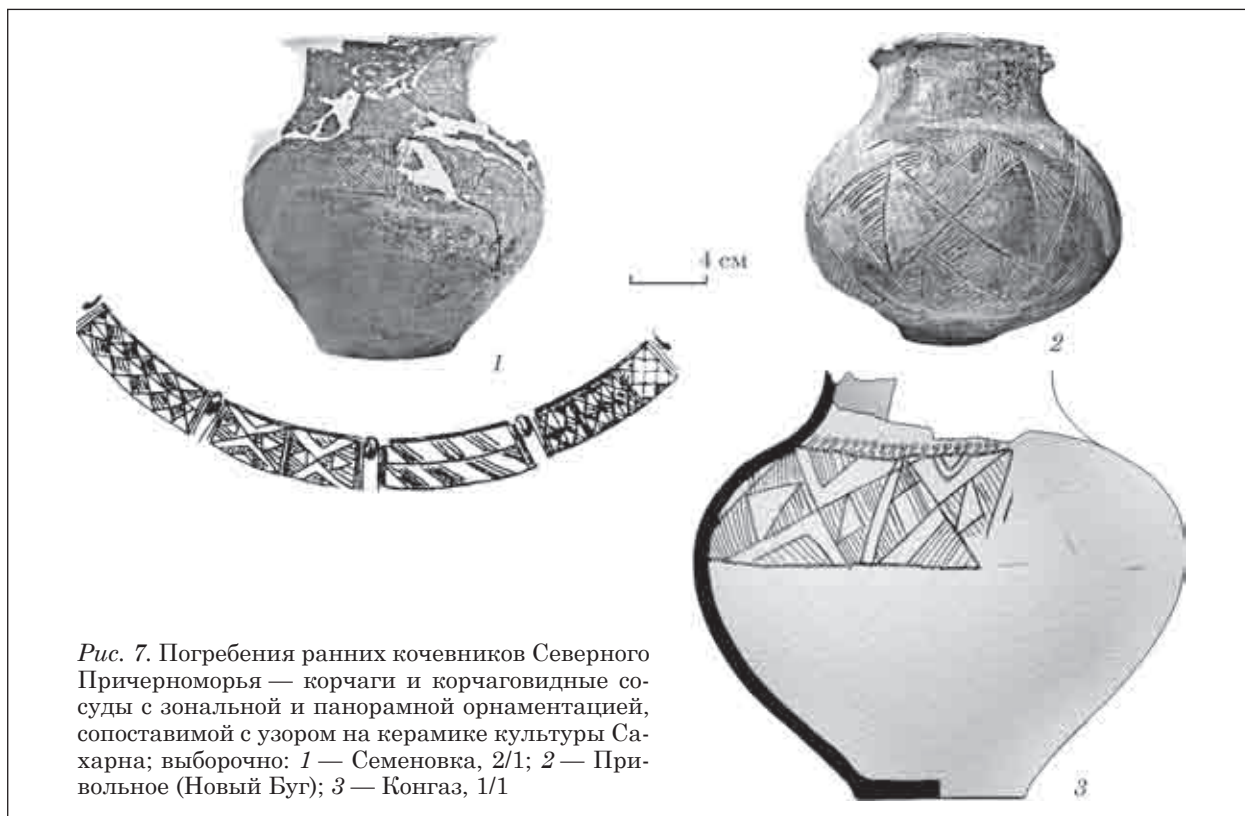 1
4 см
2
3
Рис. 7. Погребения ранних кочевников Северного
Причерноморья — корчаги и корчаговидные со-
суды с зональной и панорамной орнаментацией,
сопоставимой с узором на керамике культуры Са-
харна; выборочно: 1 — Семеновка, 2/1; 2 — При-
вольное (Новый Буг); 3 — Конгаз, 1/1